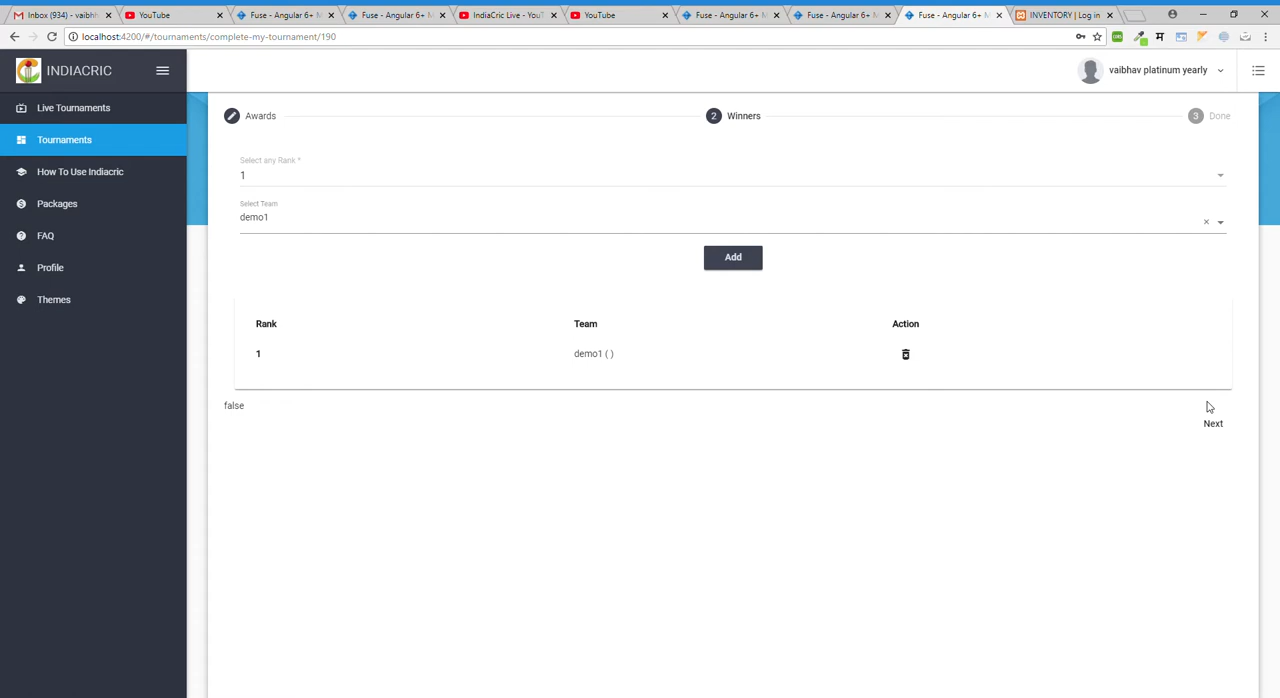 Inbox (934) - vaibh
YouTube
Fuse - Angular 6+ M
Fuse - Angular 6+ M
IndiaCric Live - YouT
YouTube
Fuse - Angular 6+ M
Fuse - Angular 6+ M
Fuse - Angular 6+ M
INVENTORY | Log in
localhost:4200/#/tournaments/complete-my-tournament/190
INDIACRIC
vaibhav platinum yearly
Live Tournaments
Tournaments
How To Use Indiacric
Packages
FAQ
Profile
Themes
Awards
2 Winners
3 Done
Select any Rank *
1
Select Team
demo1
Add
Rank Team Action
1 demo1 ( )
false
Next